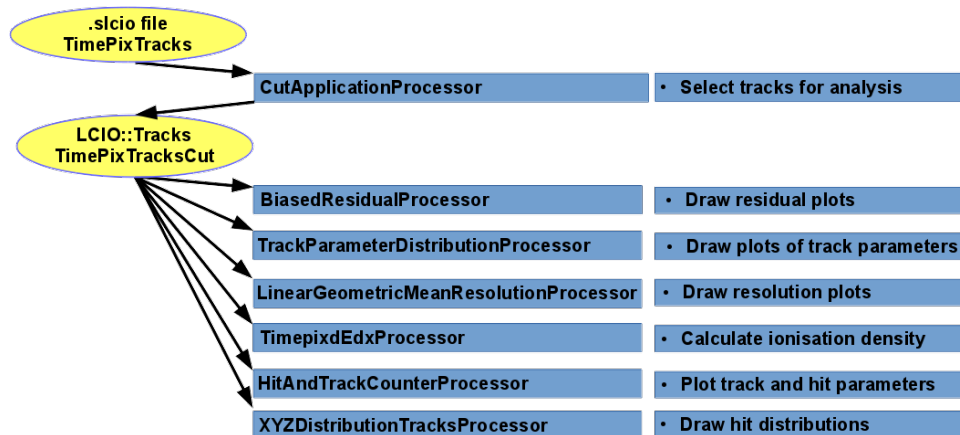 .slcio file
TimePixTracks
CutApplicationProcessor
• Select tracks for analysis
LCIO::Tracks
TimePixTracksCut
BiasedResidualProcessor
• Draw residual plots
TrackParameterDistributionProcessor
• Draw plots of track parameters
LinearGeometricMeanResolutionProcessor
• Draw resolution plots
TimepixdEdxProcessor
• Calculate ionisation density
HitAndTrackCounterProcessor
• Plot track and hit parameters
XYZDistributionTracksProcessor
• Draw hit distributions